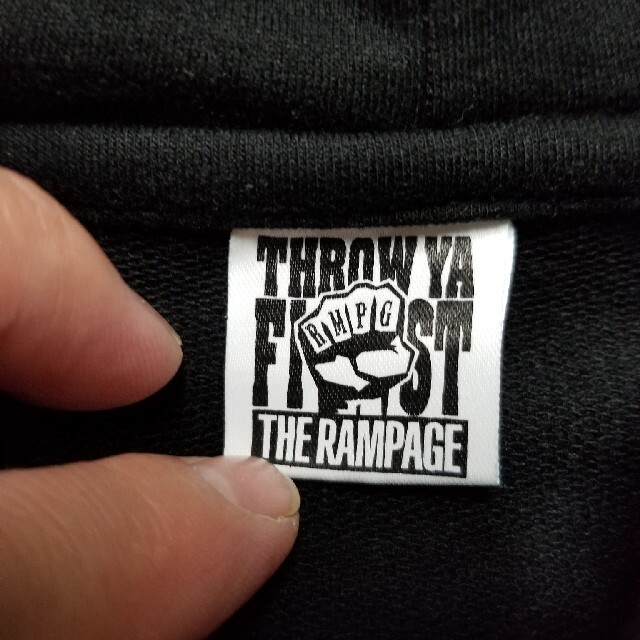 THROW YA
FIST
RMPG
THE RAMPAGE